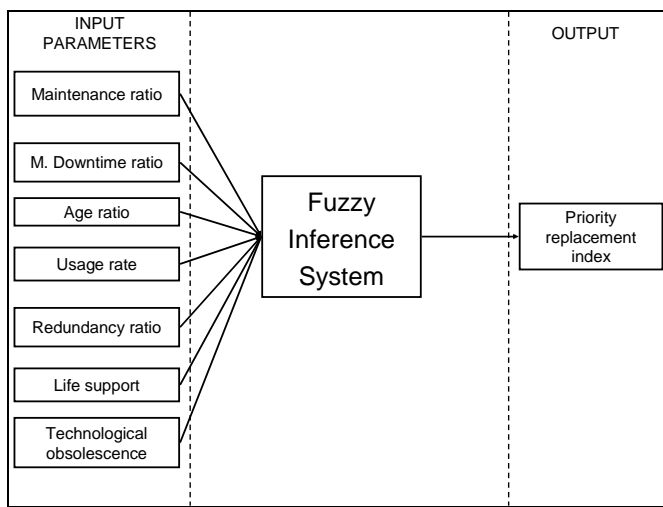 INPUT
PARAMETERS
Maintenance ratio
M. Downtime ratio
Age ratio
Usage rate
Redundancy ratio
Life support
Technological
obsolescence
Fuzzy
Inference
System
OUTPUT
Priority
replacement
index